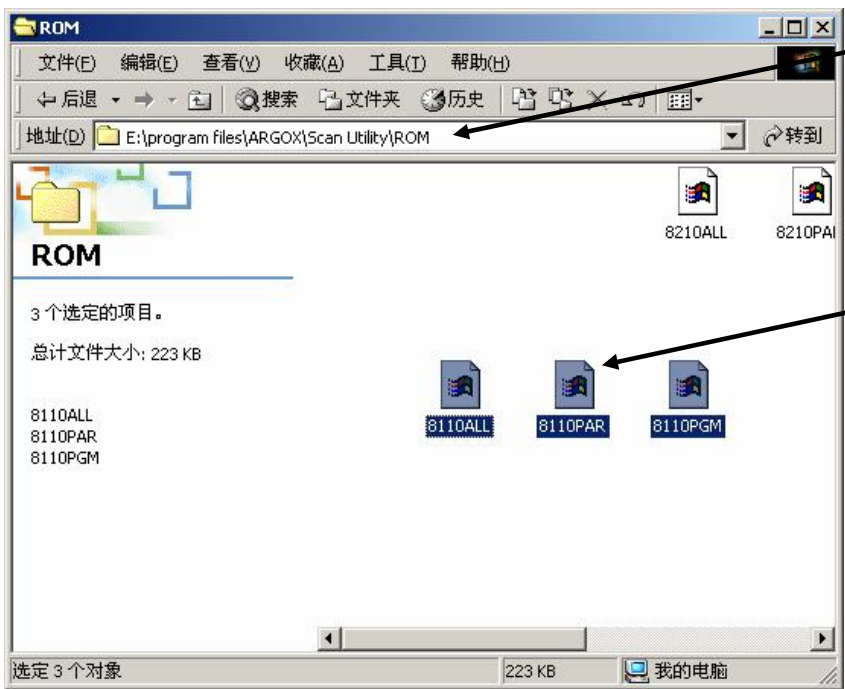 ROM
文件(F) 编辑(E) 查看(V) 收藏(A) 工具(T) 帮助(H)
后退 搜索 文件夹 历史
地址(D) E:\program files\ARGOX\Scan Utility\ROM 转到
8210ALL 8210PAI
ROM
3 个选定的项目。
总计文件大小: 223 KB
8110ALL
8110PAR
8110PGM
8110ALL 8110PAR 8110PGM
选定 3 个对象 223 KB 我的电脑